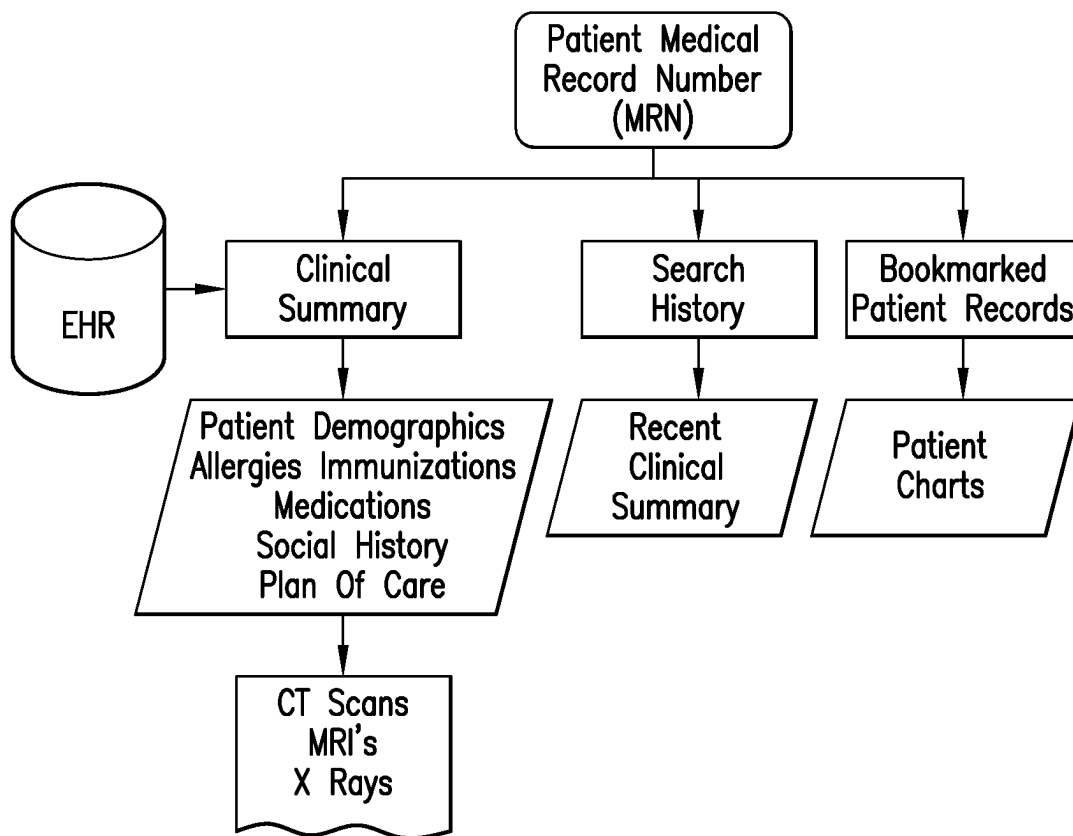 Patient Medical
Record Number
(MRN)
EHR
Clinical
Summary
Search
History
Bookmarked
Patient Records
Patient Demographics
Allergies Immunizations
Medications
Social History
Plan Of Care
Recent
Clinical
Summary
Patient
Charts
CT Scans
MRI's
X Rays